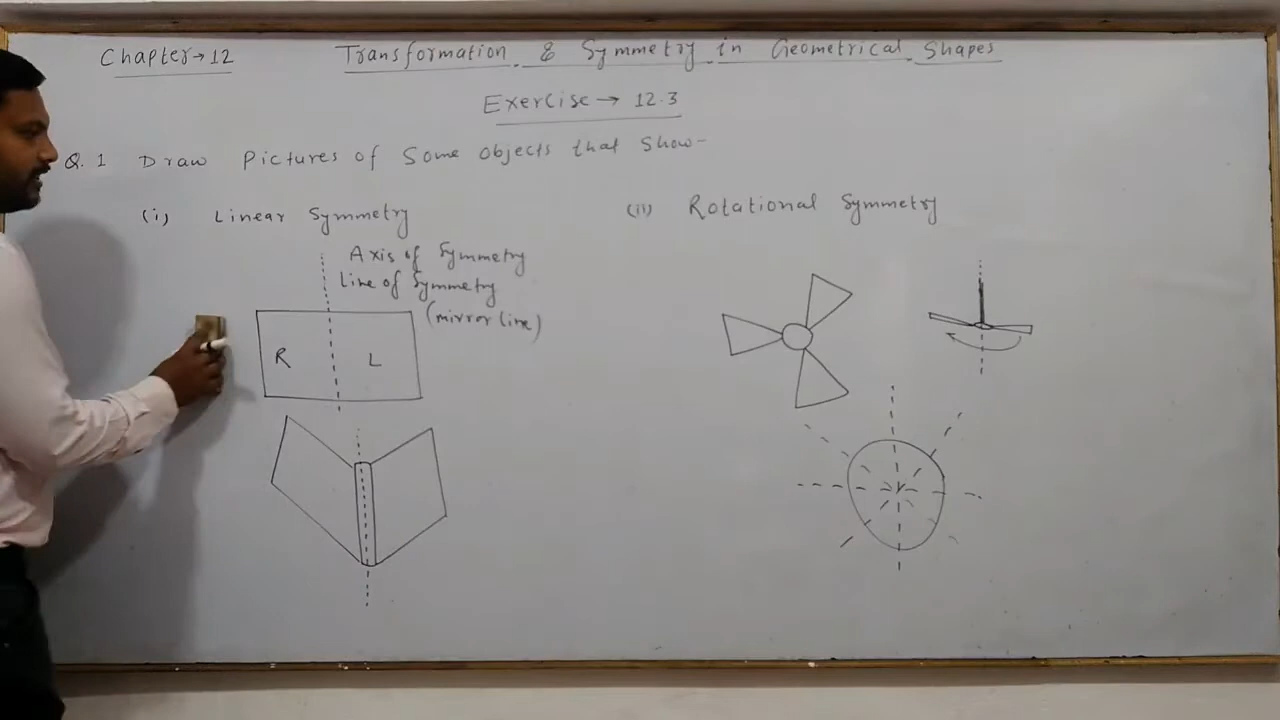 Chapter→12 Transformation & Symmetry in Geometrical Shapes
Exercise → 12.3
Q.1 Draw Pictures of Some Objects that Show-
(i) Linear Symmetry
Axis of Symmetry
Line of Symmetry
(mirror line)
R L
(ii) Rotational Symmetry